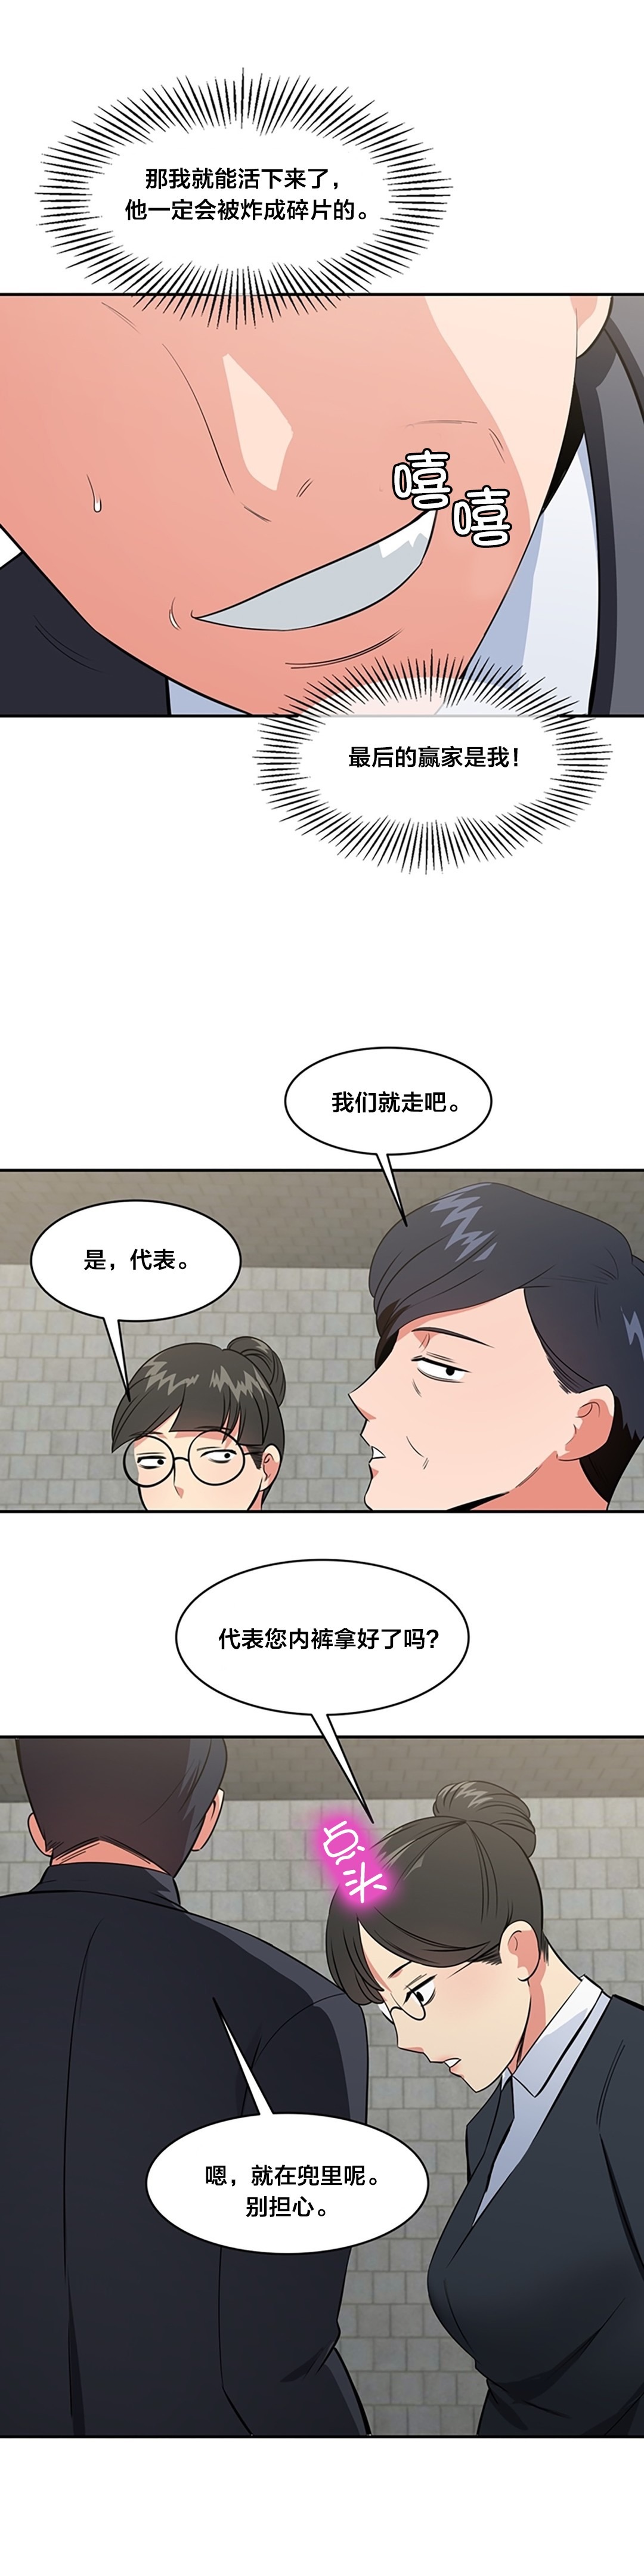 那我就能活下来了，
他一定会被炸成碎片的。
嘻
嘻
最后的赢家是我！
我们就走吧。
是，代表。
代表您内裤拿好了吗？
点
头
嗯，就在兜里呢。
别担心。